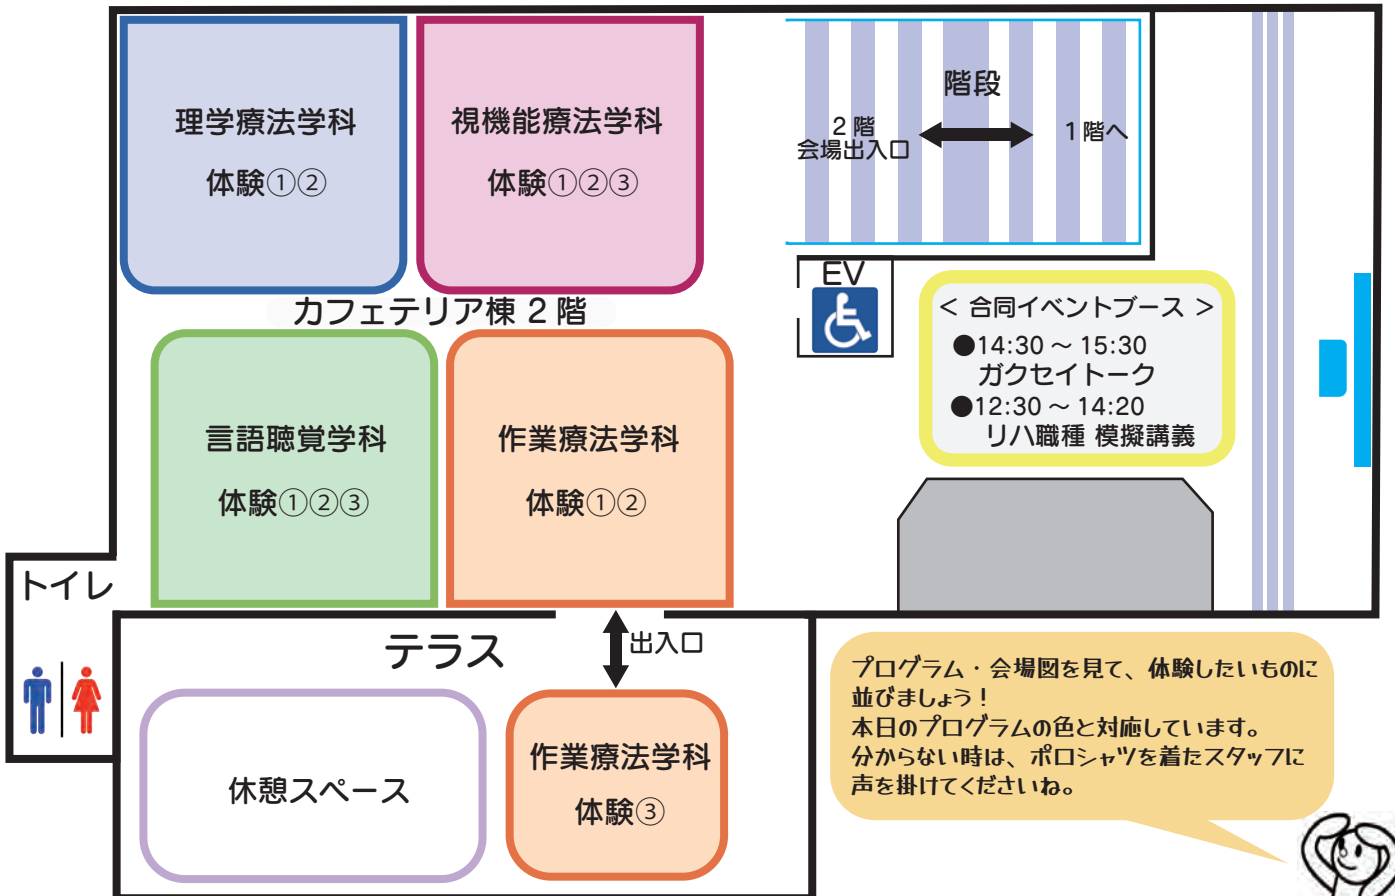 理学療法学科
体験①②
視機能療法学科
体験①②③
階段
2階
会場出入口
1階へ
カフェテリア棟 2階
EV
< 合同イベントブース >
●14:30 ~ 15:30
ガクセイトーク
●12:30 ~ 14:20
リハ職種 模擬講義
言語聴覚学科
体験①②③
作業療法学科
体験①②
トイレ
テラス
出入口
休憩スペース
作業療法学科
体験③
プログラム・会場図を見て、体験したいものに
並びましょう!
本日のプログラムの色と対応しています。
分からない時は、ポロシャツを着たスタッフに
声を掛けてくださいね。